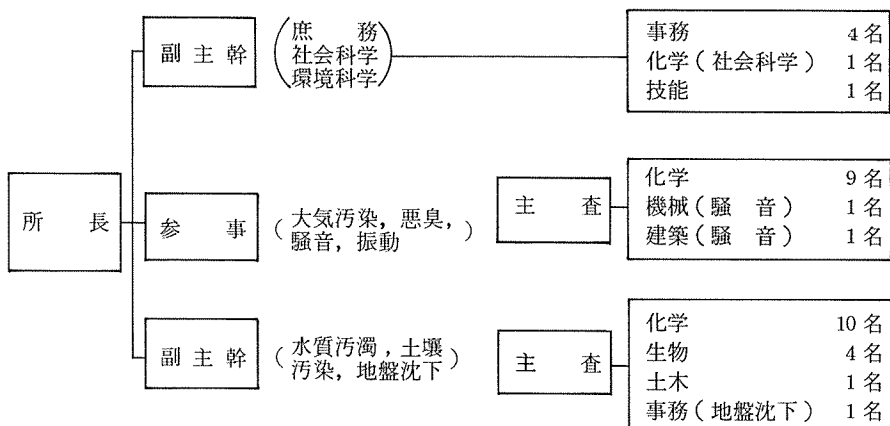 所長
副主幹
(庶務
社会科学
環境科学)
事務 4名
化学(社会科学) 1名
技能 1名
参事
(大気汚染,悪臭,
騒音,振動)
主査
化学 9名
機械(騒音) 1名
建築(騒音) 1名
副主幹
(水質汚濁,土壤
汚染,地盤沈下)
主査
化学 10名
生物 4名
土木 1名
事務(地盤沈下) 1名